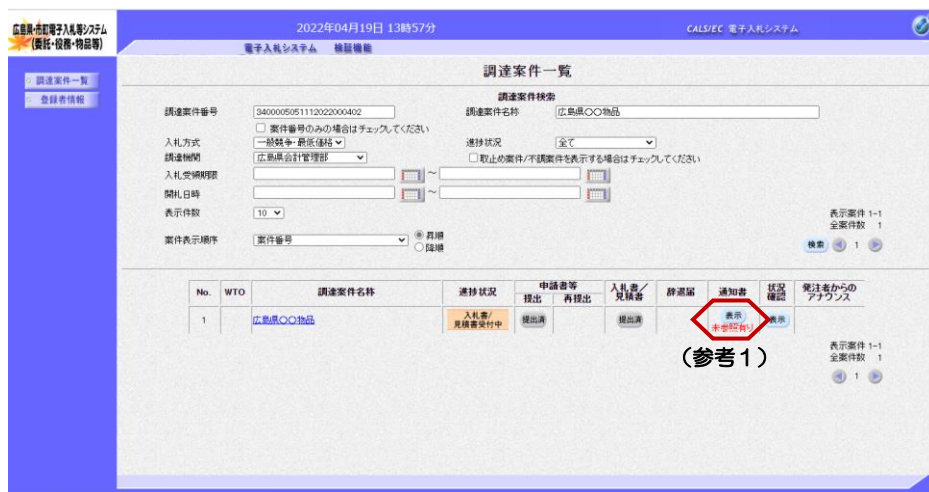 広島県・市町電子入札等システム
(委託・役務・物品等)
2022年04月19日 13時57分
CALS/EC 電子入札システム
電子入札システム 検証機能
調達案件一覧
登録者情報
調達案件一覧
調達案件検索
調達案件番号 3400005051112022000402 調達案件名称 広島県〇〇物品
案件番号のみの場合はチェックしてください
入札方式 一般競争・最低価格 進捗状況 全て
調達機関 広島県会計管理部 取止め案件/不調案件を表示する場合はチェックしてください
入札受領期限 ~
開札日時 ~
表示件数 10
表示案件 1-1
全案件数 1
案件表示順序 案件番号 昇順
降順
検索 1
No. WTO 調達案件名称 進捗状況 申請書等 入札書/見積書 辞退届 通知書 状況確認 発注者からのアナウンス
提出 再提出
1 広島県〇〇物品 入札書/見積書受付中 提出済 提出済 表示 表示
未参照有り
(参考1)
表示案件 1-1
全案件数 1
1